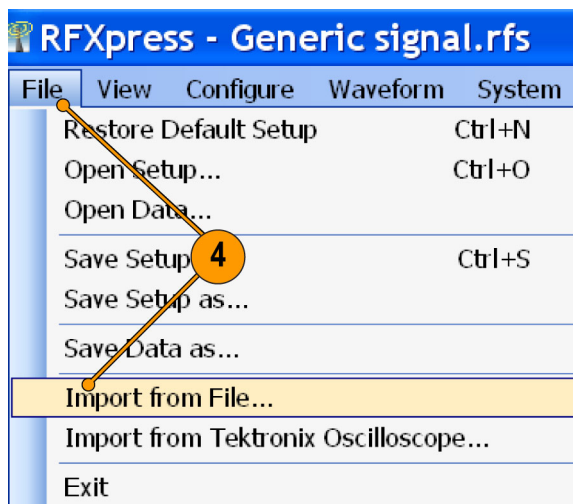 RFXpress - Generic signal.rfs
File View Configure Waveform System
Restore Default Setup Ctrl+N
Open Setup... Ctrl+O
Open Data...
Save Setup Ctrl+S
4
Save Setup as...
Save Data as...
Import from File...
Import from Tektronix Oscilloscope...
Exit